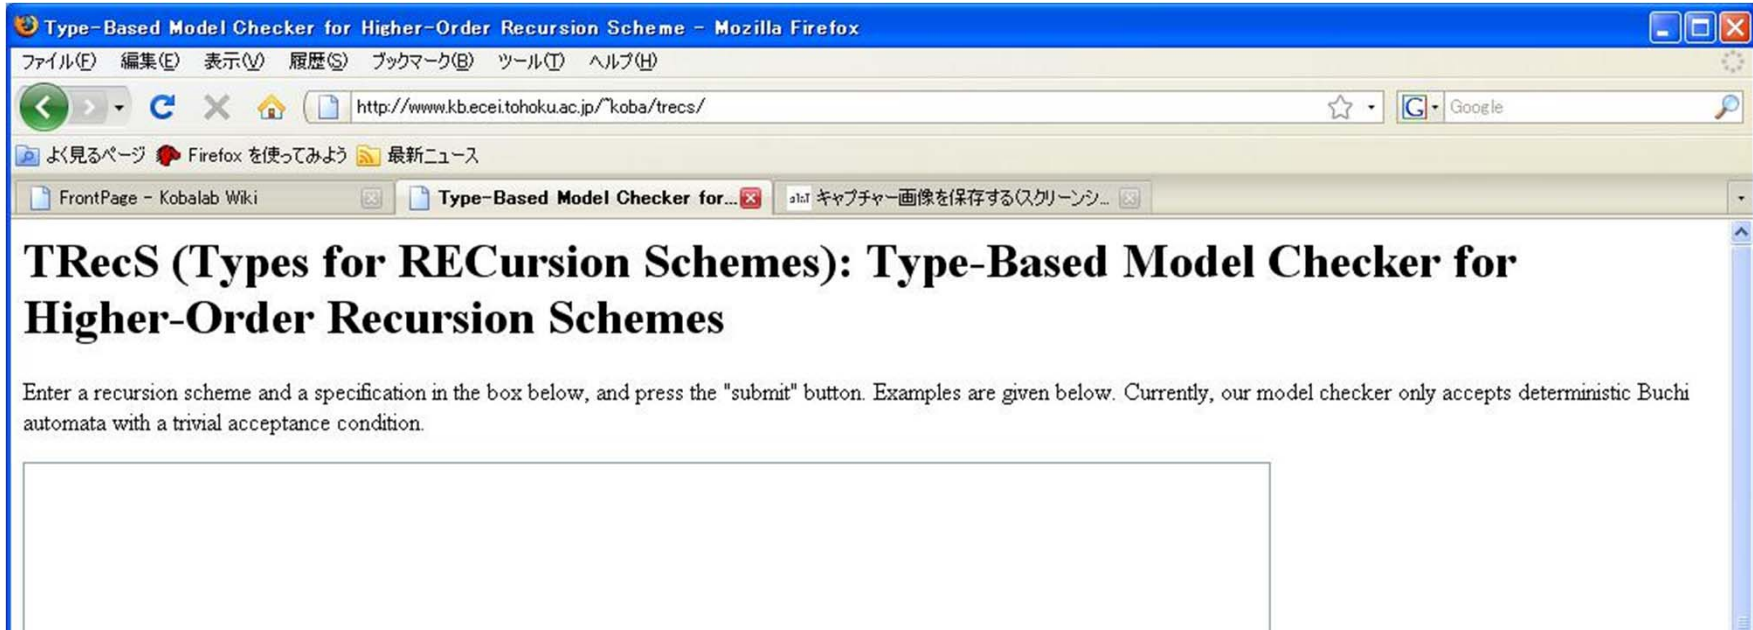 Type-Based Model Checker for Higher-Order Recursion Scheme - Mozilla Firefox
ファイル(F) 編集(E) 表示(V) 履歴(S) ブックマーク(B) ツール(T) ヘルプ(H)
http://www.kb.ecei.tohoku.ac.jp/~koba/trecs/ G Google
よく見るページ Firefox を使ってみよう 最新ニュース
FrontPage - Kobalab Wiki Type-Based Model Checker for... キャプチャー画像を保存する(スクリーンシ...
TRecS (Types for RECursion Schemes): Type-Based Model Checker for
Higher-Order Recursion Schemes
Enter a recursion scheme and a specification in the box below, and press the "submit" button. Examples are given below. Currently, our model checker only accepts deterministic Buchi
automata with a trivial acceptance condition.